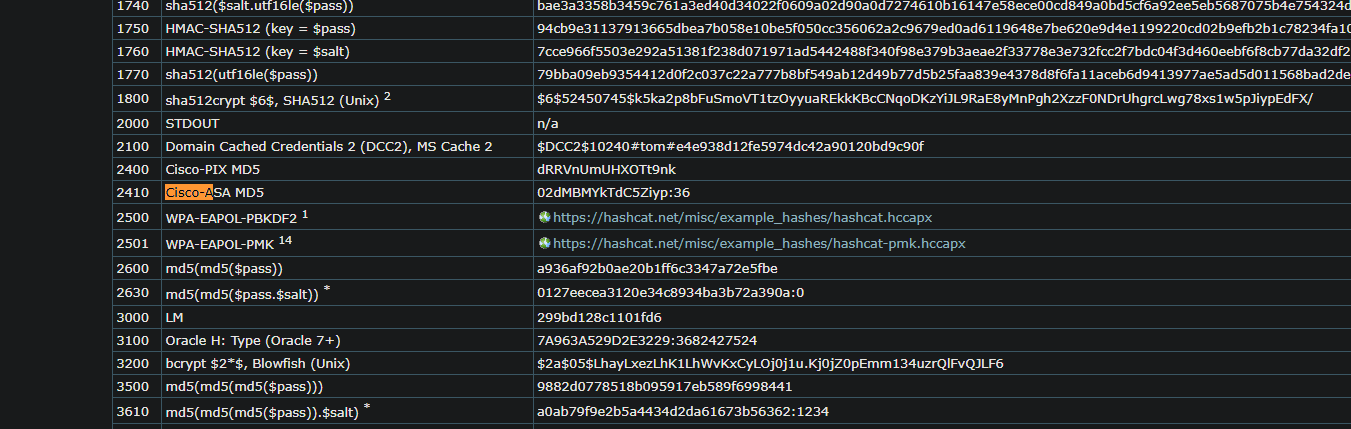 1740 sha512($salt.utf16le($pass)) bae3a3358b3459c761a3ed40d34022f0609a02d90a0d7274610b16147e58ece00cd849a0bd5cf6a92ee5eb5687075b4e754324d
1750 HMAC-SHA512 (key = $pass) 94cb9e31137913665dbea7b058e10be5f050cc356062a2c9679ed0ad6119648e7be620e9d4e1199220cd02b9efb2b1c78234fa10
1760 HMAC-SHA512 (key = $salt) 7cce966f5503e292a51381f238d071971ad5442488f340f98e379b3aeae2f33778e3e732fcc2f7bdc04f3d460eebf6f8cb77da32df2
1770 sha512(utf16le($pass)) 79bba09eb9354412d0f2c037c22a777b8bf549ab12d49b77d5b25faa839e4378d8f6fa11aceb6d9413977ae5ad5d011568bad2de
1800 sha512crypt $6$, SHA512 (Unix) 2 $6$52450745$k5ka2p8bFuSmoVT1tzOyyuaREkkKBcCNqoDKzYiJL9RaE8yMnPgh2XzzF0NDrUhgrcLwg78xs1w5pJiypEdFX/
2000 STDOUT n/a
2100 Domain Cached Credentials 2 (DCC2), MS Cache 2 $DCC2$10240#tom#e4e938d12fe5974dc42a90120bd9c90f
2400 Cisco-PIX MD5 dRRVnUmUHXOTt9nk
2410 Cisco-ASA MD5 02dMBMYkTdC5Ziyp:36
2500 WPA-EAPOL-PBKDF2 1 https://hashcat.net/misc/example_hashes/hashcat.hccapx
2501 WPA-EAPOL-PMK 14 https://hashcat.net/misc/example_hashes/hashcat-pmk.hccapx
2600 md5(md5($pass)) a936af92b0ae20b1ff6c3347a72e5fbe
2630 md5(md5($pass.$salt)) * 0127eecea3120e34c8934ba3b72a390a:0
3000 LM 299bd128c1101fd6
3100 Oracle H: Type (Oracle 7+) 7A963A529D2E3229:3682427524
3200 bcrypt $2*$, Blowfish (Unix) $2a$05$LhayLxezLhK1LhWvKxCyLOj0j1u.Kj0jZ0pEmm134uzrQlFvQJLF6
3500 md5(md5(md5($pass))) 9882d0778518b095917eb589f6998441
3610 md5(md5(md5($pass)).$salt) * a0ab79f9e2b5a4434d2da61673b56362:1234